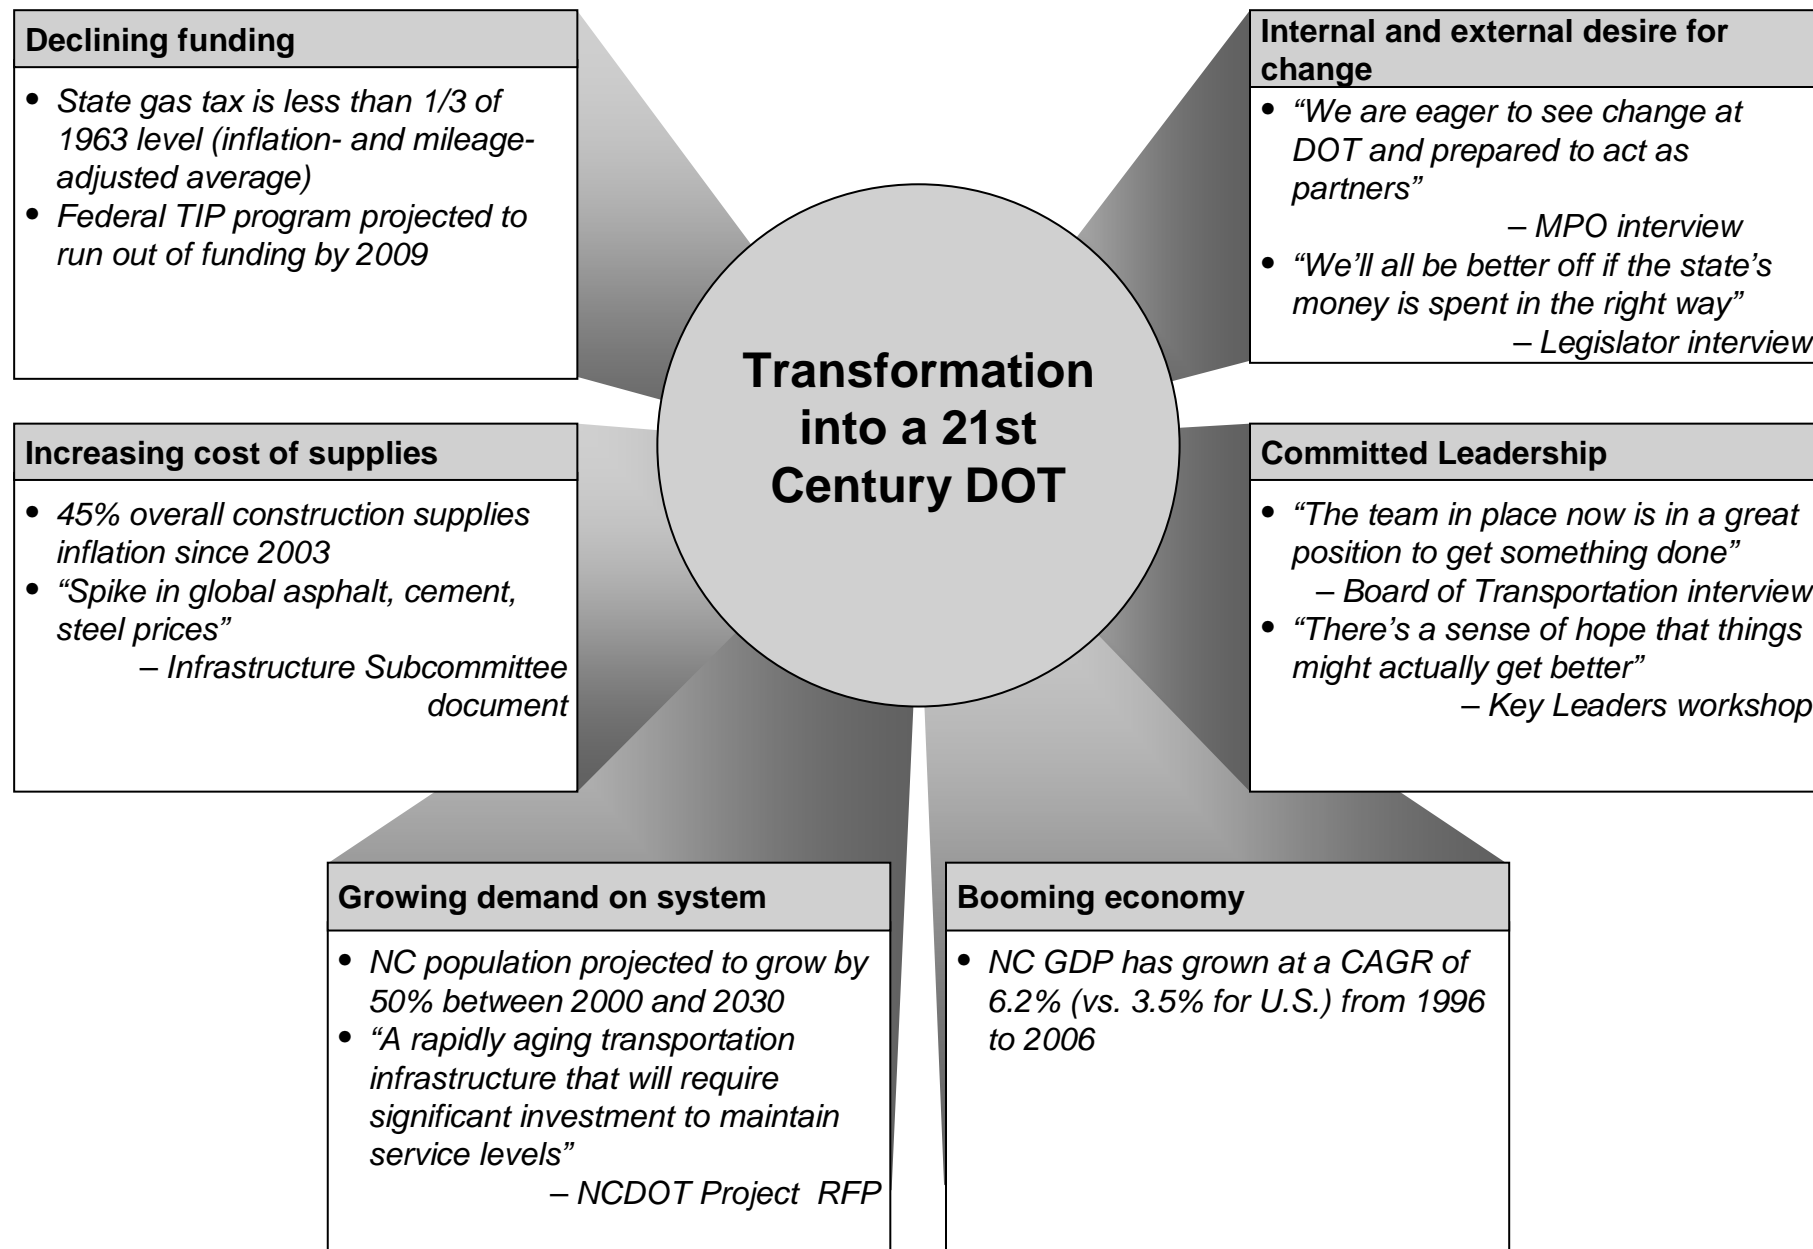 Declining funding
• State gas tax is less than 1/3 of
1963 level (inflation- and mileage-
adjusted average)
• Federal TIP program projected to
run out of funding by 2009
Internal and external desire for
change
• “We are eager to see change at
DOT and prepared to act as
partners”
– MPO interview
• “We’ll all be better off if the state’s
money is spent in the right way”
– Legislator interview
Transformation
into a 21st
Century DOT
Increasing cost of supplies
• 45% overall construction supplies
inflation since 2003
• “Spike in global asphalt, cement,
steel prices”
– Infrastructure Subcommittee
document
Committed Leadership
• “The team in place now is in a great
position to get something done”
– Board of Transportation interview
• “There’s a sense of hope that things
might actually get better”
– Key Leaders workshop
Growing demand on system
• NC population projected to grow by
50% between 2000 and 2030
• “A rapidly aging transportation
infrastructure that will require
significant investment to maintain
service levels”
– NCDOT Project  RFP
Booming economy
• NC GDP has grown at a CAGR of
6.2% (vs. 3.5% for U.S.) from 1996
to 2006